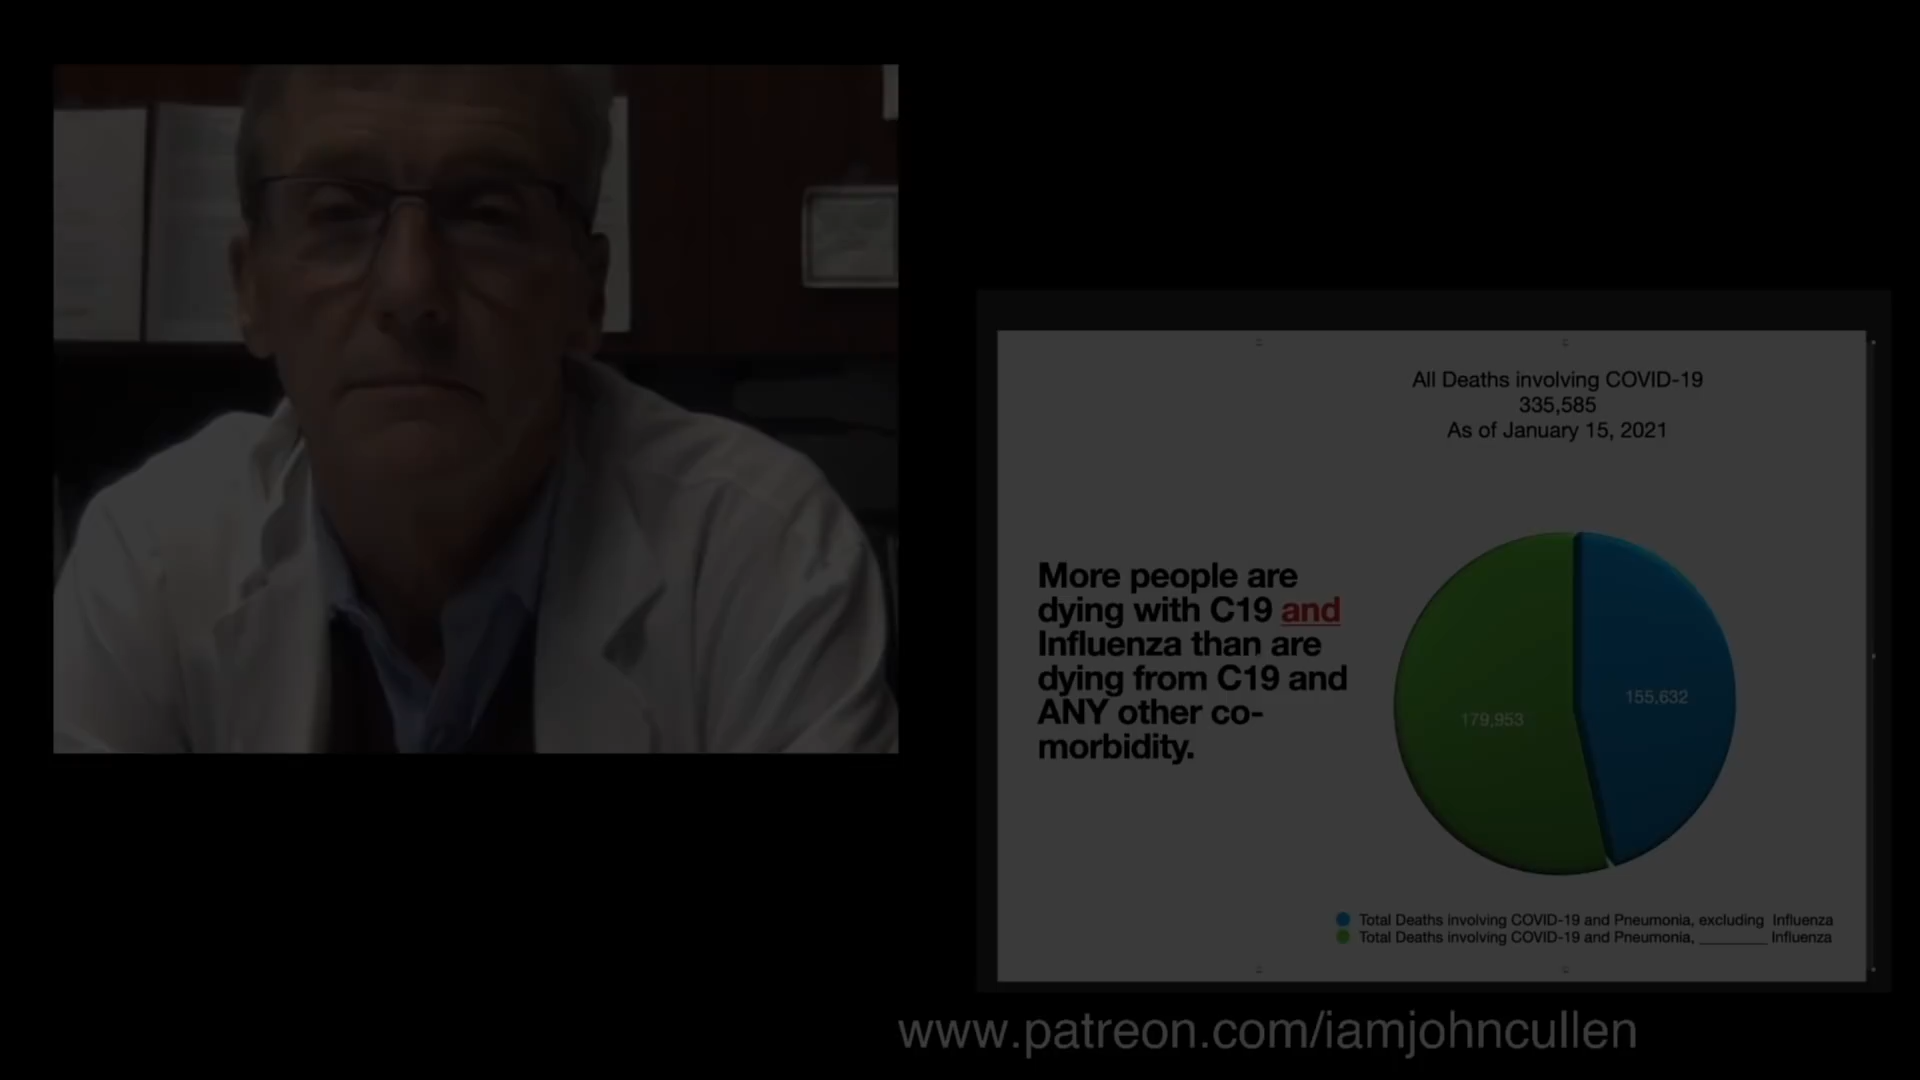 All Deaths involving COVID-19
335,585
As of January 15, 2021
More people are
dying with C19 and
Influenza than are
dying from C19 and
ANY other co-
morbidity.
179,953
155,632
Total Deaths involving COVID-19 and Pneumonia, excluding Influenza
Total Deaths involving COVID-19 and Pneumonia, ________ Influenza
www.patreon.com/iamjohncullen